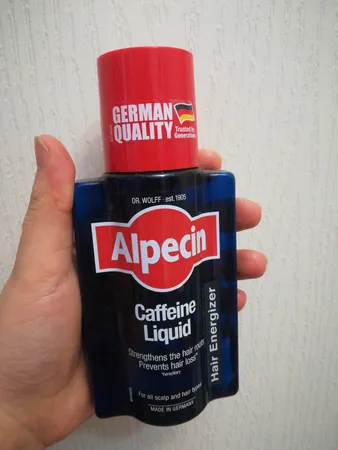 GERMAN
QUALITY
Trusted for
Generations
DR. WOLFF · est. 1905
Alpecin
Caffeine
Liquid
Strengthens the hair roots
Prevents hair loss*
*hereditary
For all scalp and hair types
MADE IN GERMANY
Hair Energizer